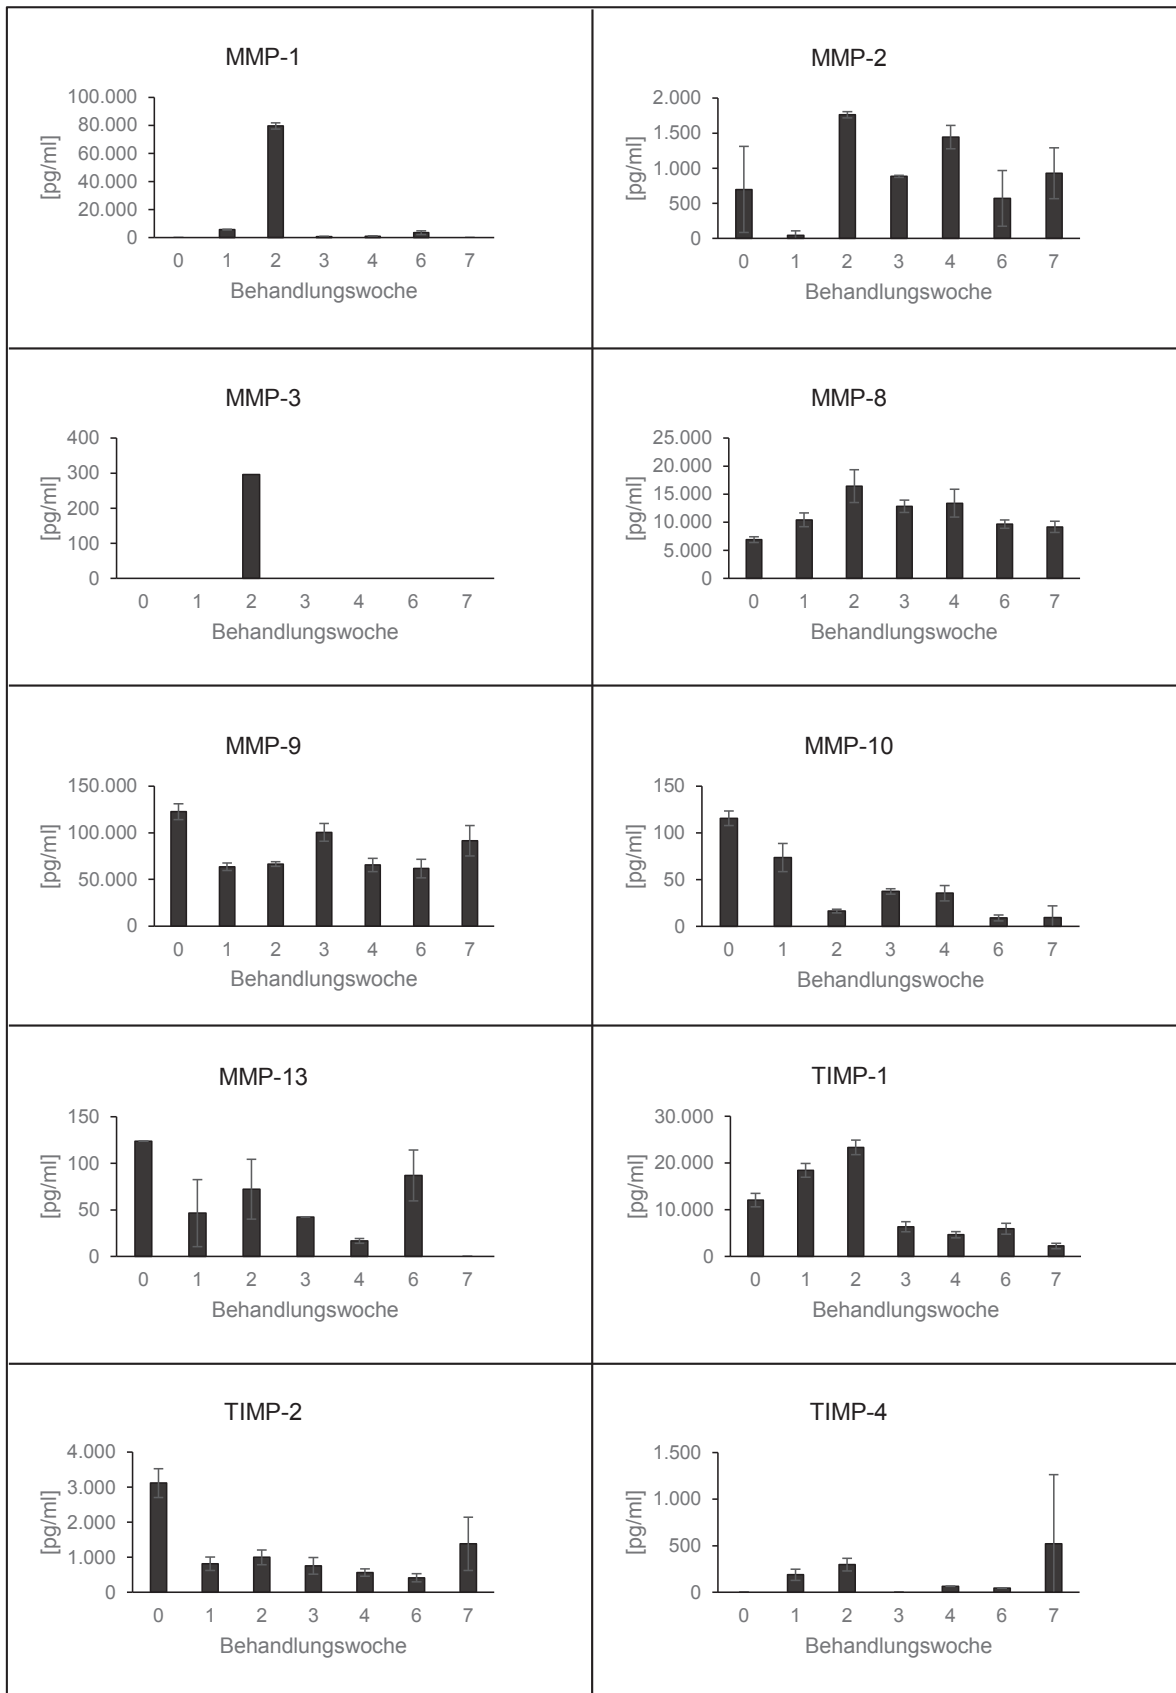 MMP-1
[pg/ml]
100.000
80.000
60.000
40.000
20.000
0
0 1 2 3 4 6 7
Behandlungswoche
MMP-2
[pg/ml]
2.000
1.500
1.000
500
0
0 1 2 3 4 6 7
Behandlungswoche
MMP-3
[pg/ml]
400
300
200
100
0
0 1 2 3 4 6 7
Behandlungswoche
MMP-8
[pg/ml]
25.000
20.000
15.000
10.000
5.000
0
0 1 2 3 4 6 7
Behandlungswoche
MMP-9
[pg/ml]
150.000
100.000
50.000
0
0 1 2 3 4 6 7
Behandlungswoche
MMP-10
[pg/ml]
150
100
50
0
0 1 2 3 4 6 7
Behandlungswoche
MMP-13
[pg/ml]
150
100
50
0
0 1 2 3 4 6 7
Behandlungswoche
TIMP-1
[pg/ml]
30.000
20.000
10.000
0
0 1 2 3 4 6 7
Behandlungswoche
TIMP-2
[pg/ml]
4.000
3.000
2.000
1.000
0
0 1 2 3 4 6 7
Behandlungswoche
TIMP-4
[pg/ml]
1.500
1.000
500
0
0 1 2 3 4 6 7
Behandlungswoche